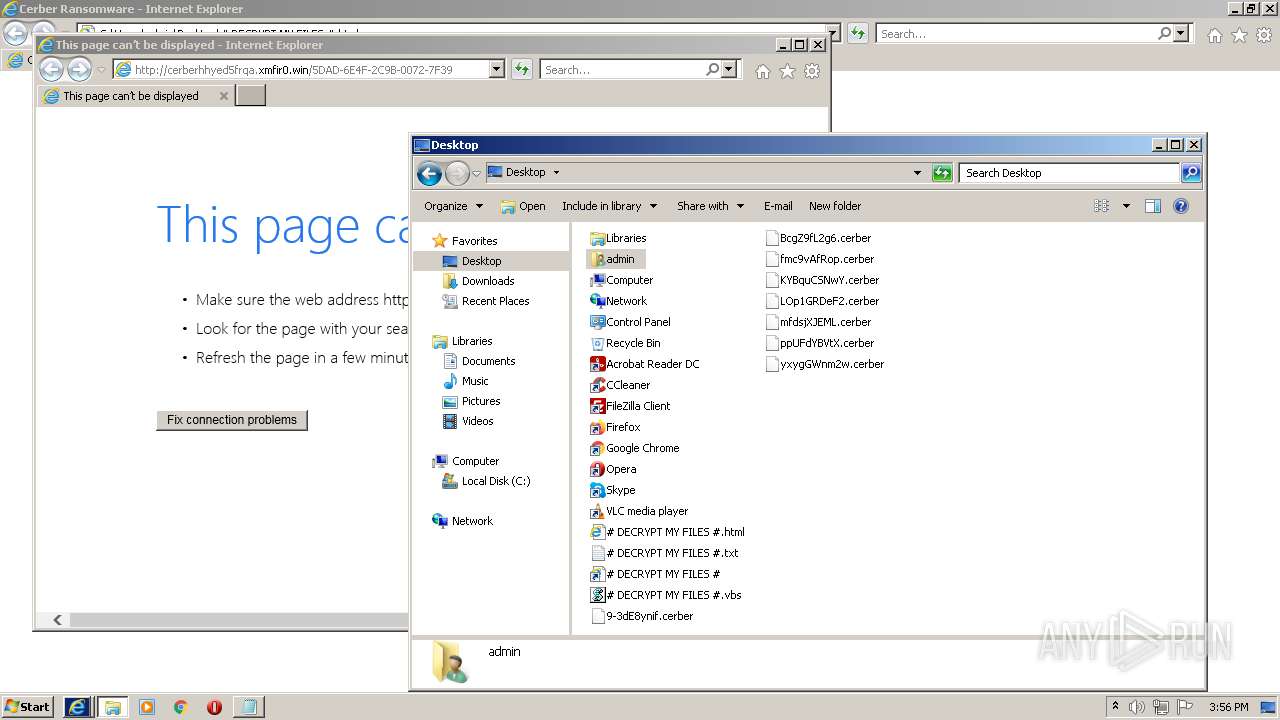 Cerber Ransomware - Internet Explorer
Search...
This page can't be displayed - Internet Explorer
http://cerberhhyed5frqa.xmfir0.win/5DAD-6E4F-2C9B-0072-7F39
Search...
This page can't be displayed
This page ca
• Make sure the web address http
• Look for the page with your sea
• Refresh the page in a few minut
Fix connection problems
Desktop
Desktop
Search Desktop
Organize
Open
Include in library
Share with
E-mail
New folder
Favorites
Desktop
Downloads
Recent Places
Libraries
Documents
Music
Pictures
Videos
Computer
Local Disk (C:)
Network
Libraries
admin
Computer
Network
Control Panel
Recycle Bin
Acrobat Reader DC
CCleaner
FileZilla Client
Firefox
Google Chrome
Opera
Skype
VLC media player
# DECRYPT MY FILES #.html
# DECRYPT MY FILES #.txt
# DECRYPT MY FILES #
# DECRYPT MY FILES #.vbs
9-3dE8ynif.cerber
BcgZ9fL2g6.cerber
fmc9vAfRop.cerber
KYBquCSNwY.cerber
LOp1GRDeF2.cerber
mfdsjXJEML.cerber
ppUFdYBVtX.cerber
yxygGWnm2w.cerber
admin
ANY RUN
Start
3:56 PM